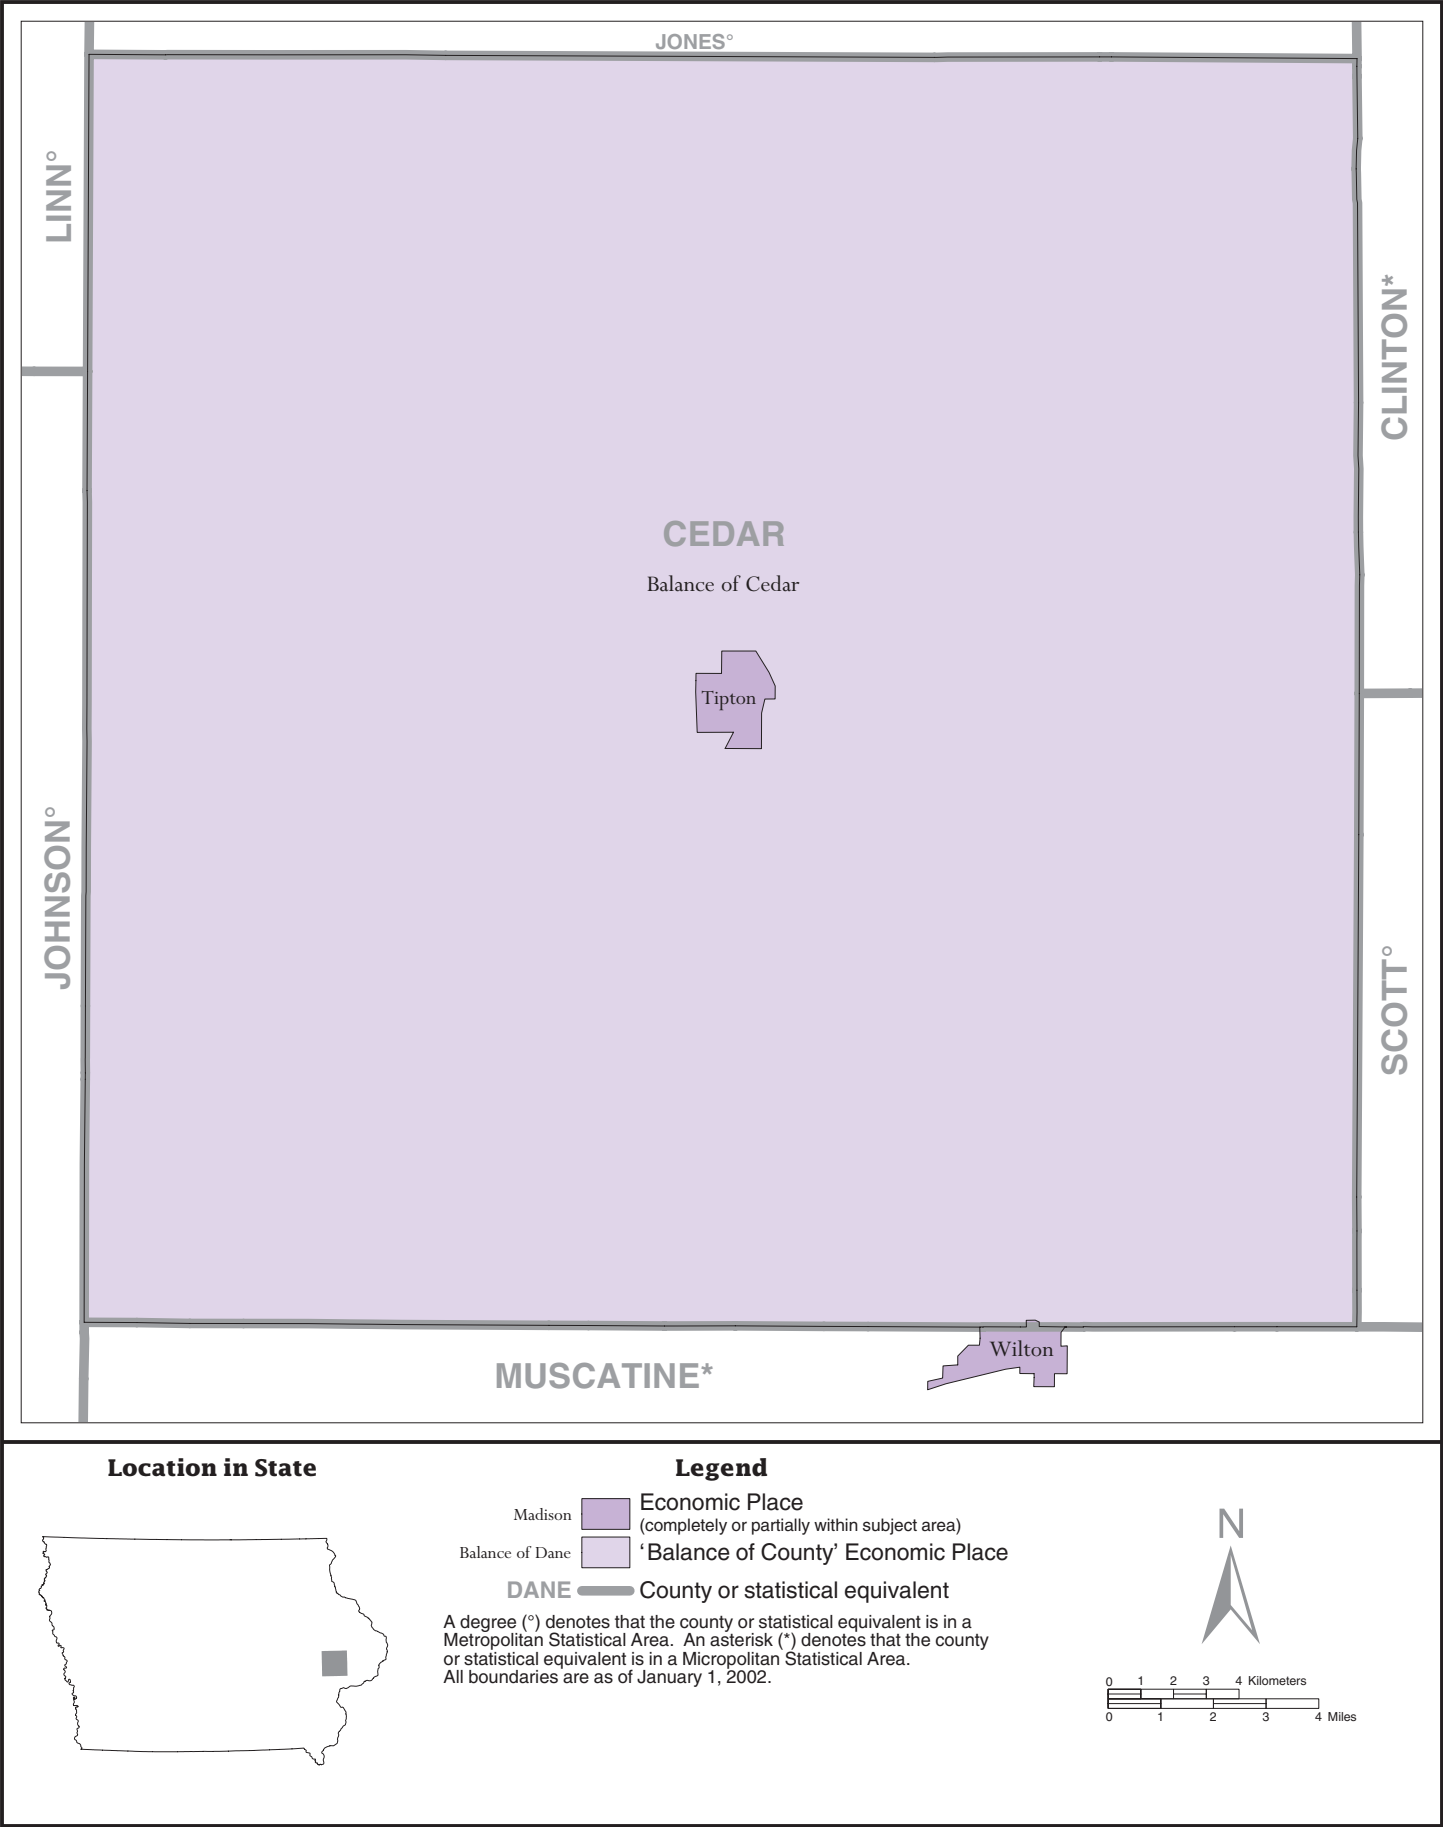 JONES°
LINN°
CLINTON*
CEDAR
Balance of Cedar
Tipton
JOHNSON°
SCOTT°
Wilton
MUSCATINE*
Location in State
Legend
Madison
Economic Place
(completely or partially within subject area)
Balance of Dane
‘Balance of County’ Economic Place
DANE
County or statistical equivalent
A degree (°) denotes that the county or statistical equivalent is in a
Metropolitan Statistical Area.  An asterisk (*) denotes that the county
or statistical equivalent is in a Micropolitan Statistical Area.
All boundaries are as of January 1, 2002.
N
0 1 2 3 4 Kilometers
0 1 2 3 4 Miles